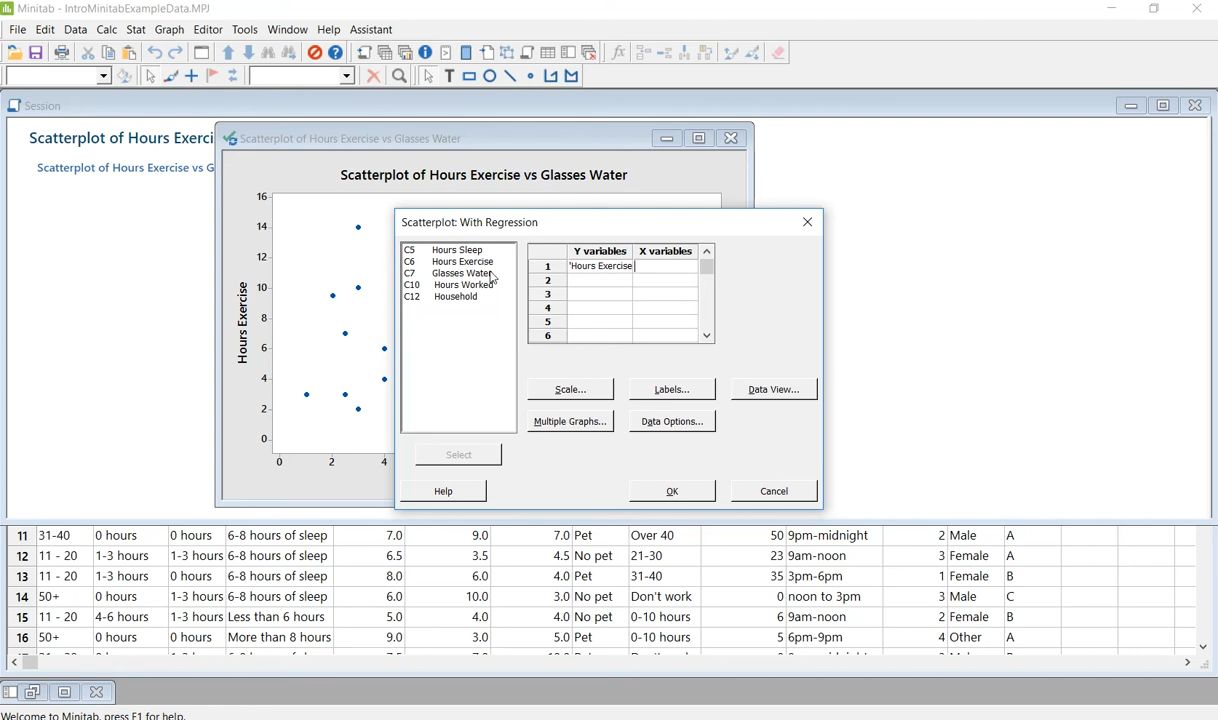 Minitab - IntroMinitabExampleData.MPJ
File Edit Data Calc Stat Graph Editor Tools Window Help Assistant
Session
Scatterplot of Hours Exerci
Scatterplot of Hours Exercise vs G
Scatterplot of Hours Exercise vs Glasses Water
Scatterplot of Hours Exercise vs Glasses Water
Hours Exercise
16
14
12
10
8
6
4
2
0
0 2 4
Scatterplot: With Regression
C5 Hours Sleep
C6 Hours Exercise
C7 Glasses Water
C10 Hours Worked
C12 Household
Y variables X variables
1 'Hours Exercise
2
3
4
5
6
Scale... Labels... Data View...
Multiple Graphs... Data Options...
Select
Help OK Cancel
11 31-40 0 hours 0 hours 6-8 hours of sleep 7.0 9.0 7.0 Pet Over 40 50 9pm-midnight 2 Male A
12 11 - 20 1-3 hours 1-3 hours 6-8 hours of sleep 6.5 3.5 4.5 No pet 21-30 23 9am-noon 3 Female A
13 11 - 20 1-3 hours 0 hours 6-8 hours of sleep 8.0 6.0 4.0 Pet 31-40 35 3pm-6pm 1 Female B
14 50+ 0 hours 1-3 hours 6-8 hours of sleep 6.0 10.0 3.0 No pet Don't work 0 noon to 3pm 3 Male C
15 11 - 20 4-6 hours 1-3 hours Less than 6 hours 5.0 4.0 4.0 No pet 0-10 hours 6 9am-noon 2 Female B
16 50+ 0 hours 0 hours More than 8 hours 9.0 3.0 5.0 Pet 0-10 hours 5 6pm-9pm 4 Other A
Welcome to Minitab, press F1 for help.